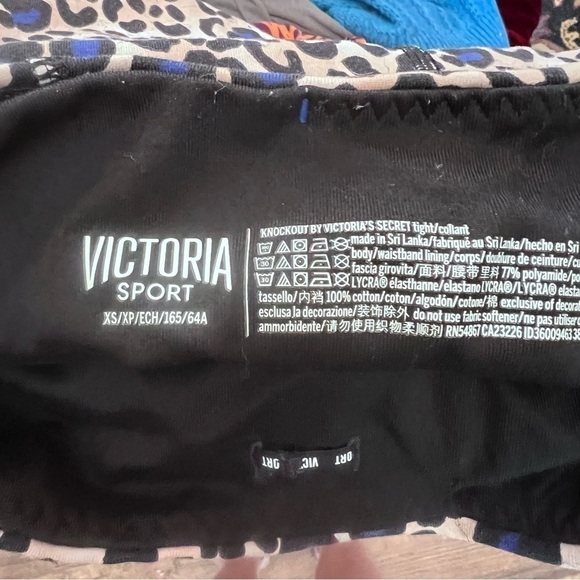 VICTORIA
SPORT
XS/XP/ECH/165/64A
KNOCKOUT BY VICTORIA'S SECRET tight/collant
made in Sri Lanka/fabriqué au Sri Lanka/hecho en Sri
body/waistband lining/corps/doublure de ceinture/
fascia girovita/面料/腰带里料 77% polyamide/
LYCRA® élasthanne/elastano LYCRA®/LYCRA®
tassello/内裆 100% cotton/coton/algodón/cotone/棉 exclusive of
esclusa la decorazione/装饰除外 do not use fabric softener/ne pas
ammorbidente/请勿使用织物柔顺剂 RN54867 CA23226
ORT VIC ORT